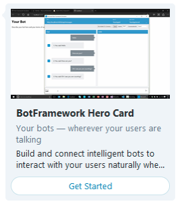 Your Bot
BotFramework Hero Card
Your bots — wherever your users are
talking
Build and connect intelligent bots to
interact with your users naturally whe...
Get Started